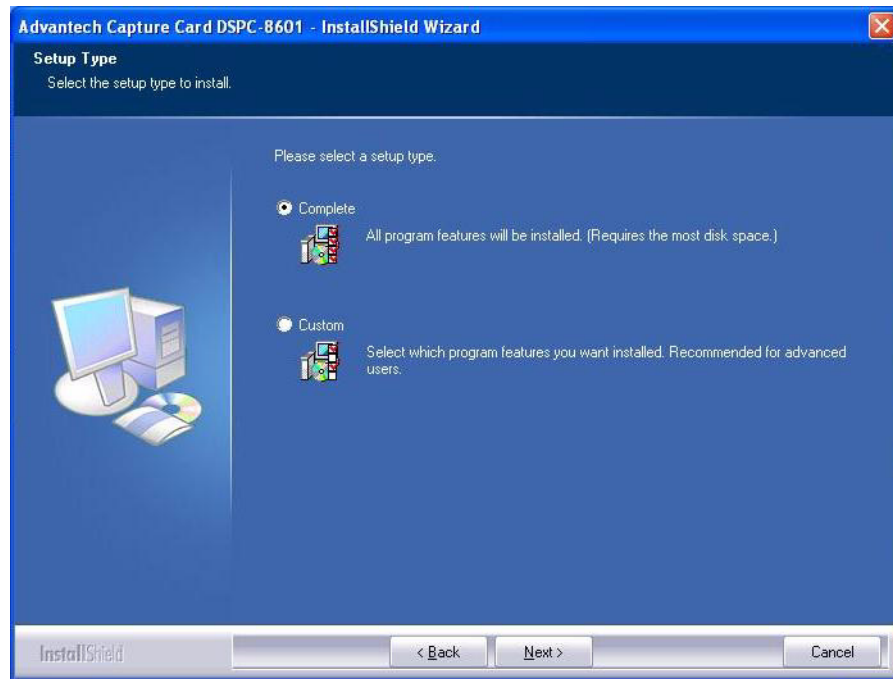 Advantech Capture Card DSPC-8601 - InstallShield Wizard
Setup Type
Select the setup type to install.
Please select a setup type.
Complete
All program features will be installed. (Requires the most disk space.)
Custom
Select which program features you want installed. Recommended for advanced
users.
InstallShield
< Back
Next >
Cancel